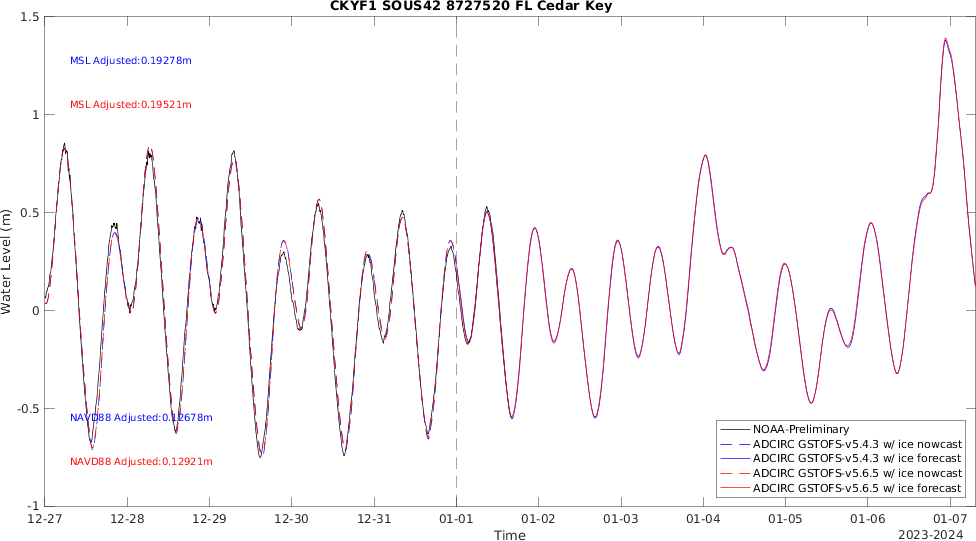 CKYF1 SOUS42 8727520 FL Cedar Key
1.5
MSL Adjusted:0.19278m
MSL Adjusted:0.19521m
1
0.5
Water Level (m)
0
-0.5
NAVD88 Adjusted:0.12678m
NAVD88 Adjusted:0.12921m
-1
NOAA-Preliminary
ADCIRC GSTOFS-v5.4.3 w/ ice nowcast
ADCIRC GSTOFS-v5.4.3 w/ ice forecast
ADCIRC GSTOFS-v5.6.5 w/ ice nowcast
ADCIRC GSTOFS-v5.6.5 w/ ice forecast
12-27 12-28 12-29 12-30 12-31 01-01 01-02 01-03 01-04 01-05 01-06 01-07
Time
2023-2024